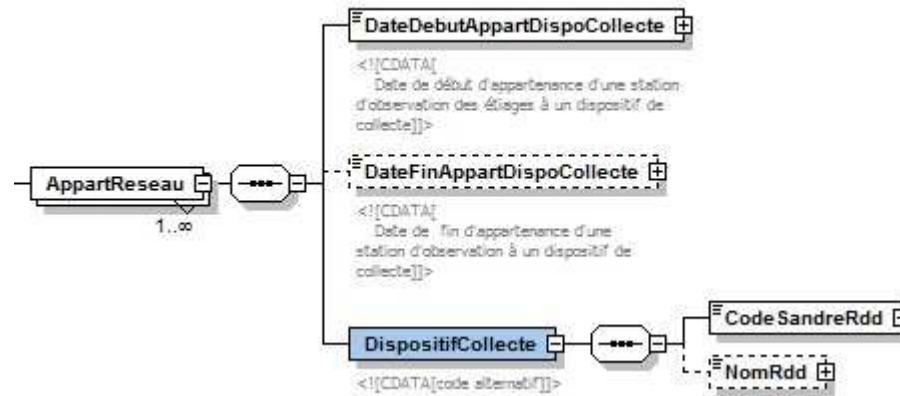 DateDebutAppartDispoCollecte
<![CDATA[
Date de début d'appartenance d'une station
d'observation des étiages à un dispositif de
collecte]]>
AppartReseau
1..∞
DateFinAppartDispoCollecte
<![CDATA[
Date de fin d'appartenance d'une
station d'observation à un dispositif de
collecte]]>
DispositifCollecte
<![CDATA[code alternatif]]>
CodeSandreRdd
NomRdd